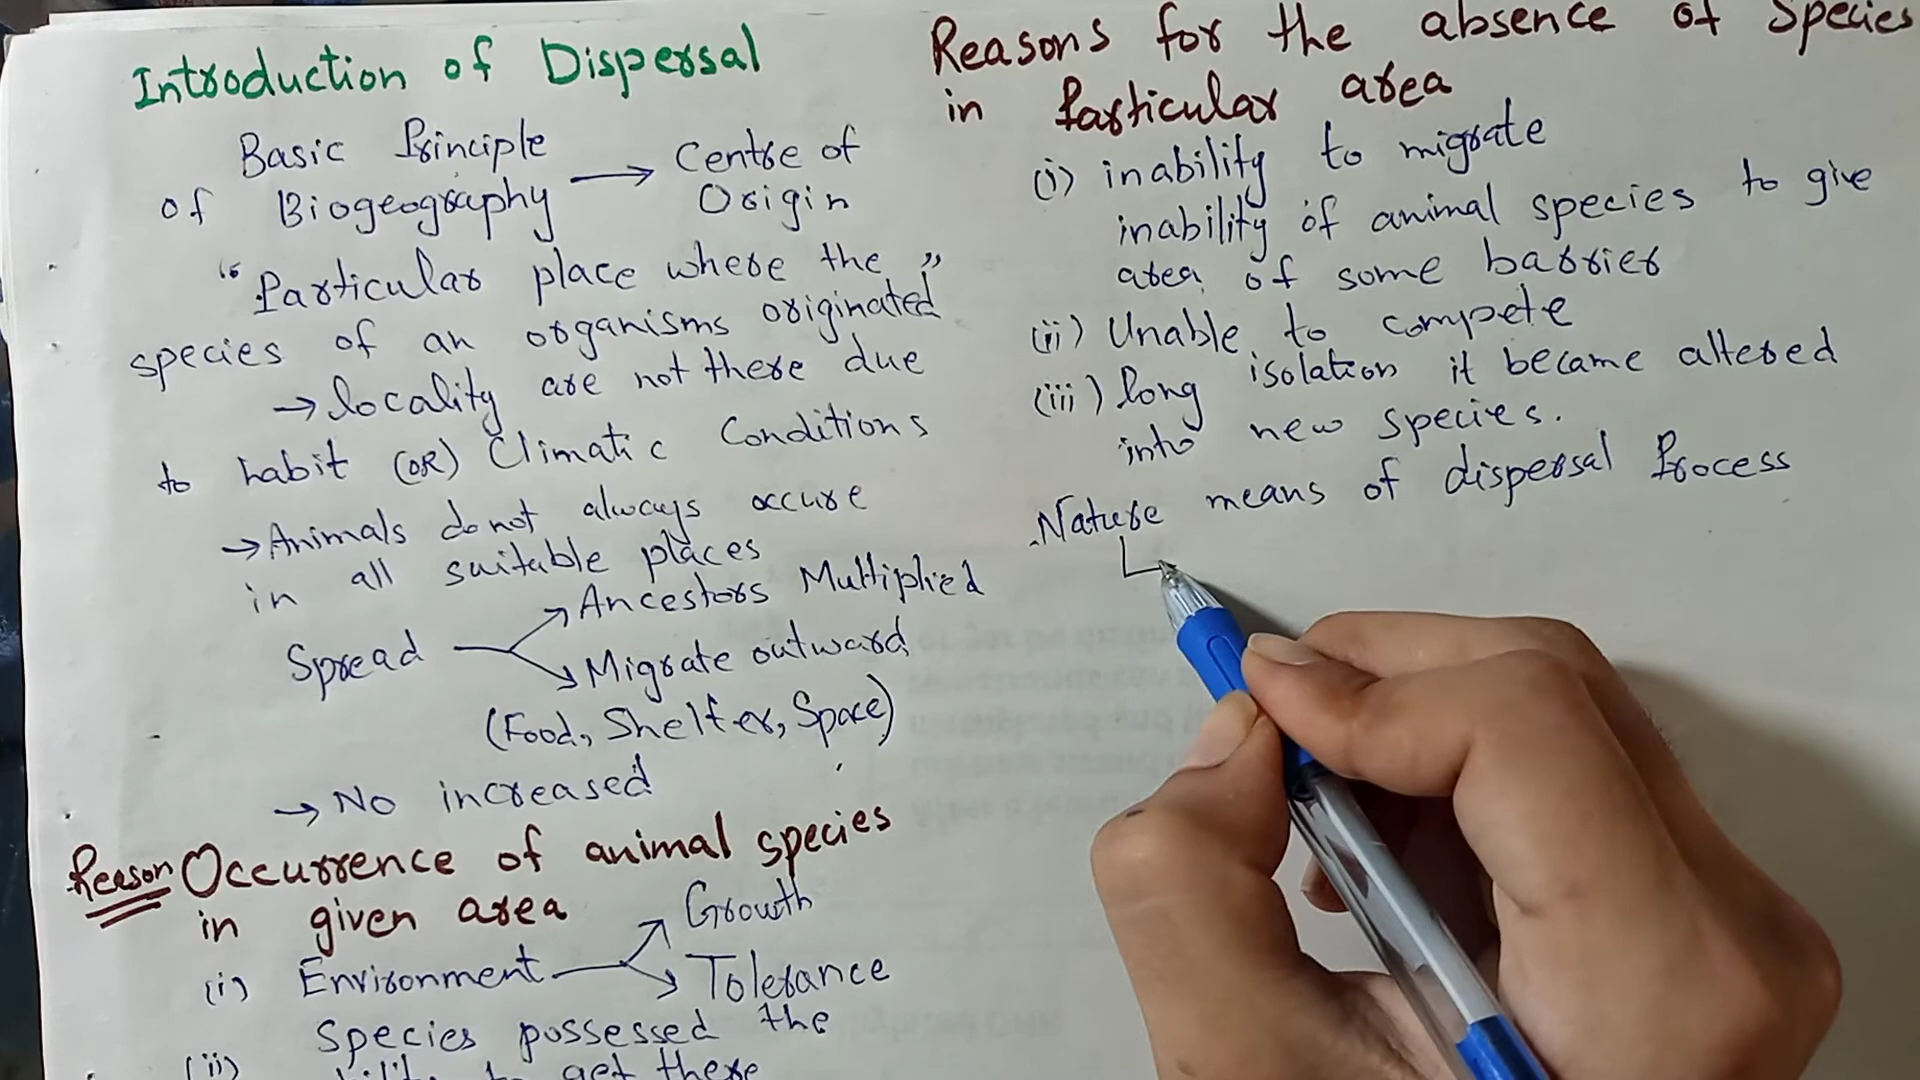 Introduction of Dispersal
Basic Principle
of Biogeography → Centre of
Origin
"Particular place where the"
species of an organisms originated
→ locality are not there due
to habit (OR) Climatic Conditions
→ Animals do not always occure
in all suitable places
Spread → Ancestors Multiplied
→ Migrate outward
(Food, Shelter, Space)
→ No increased
Reason Occurrence of animal species
in given area
(i) Environment → Growth
→ Tolerance
(ii) Species possessed the
to get there
Reasons for the absence of Species
in Particular area
(i) inability to migrate
inability of animal species to give
area of some barrier
(ii) Unable to compete
(iii) long isolation it became altered
into new species.
Nature means of dispersal Process